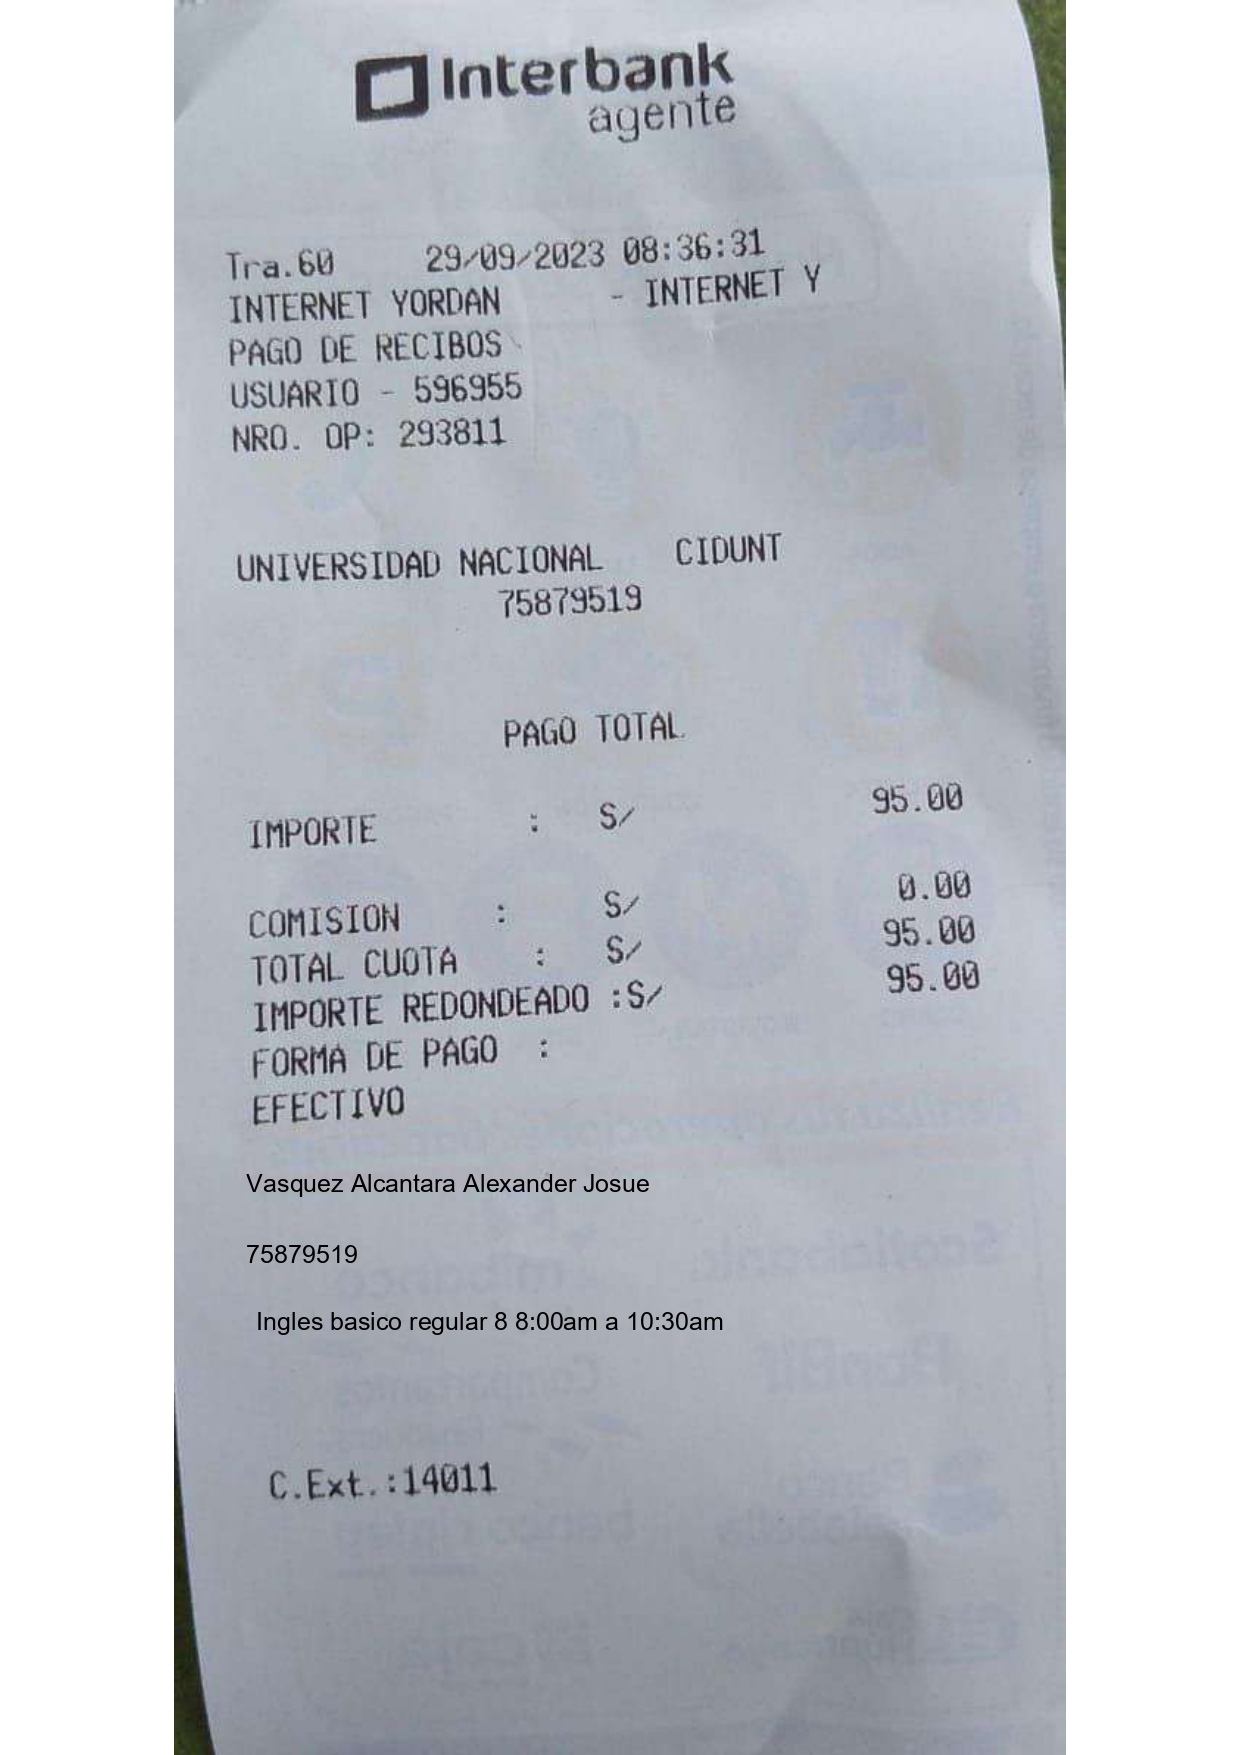 Interbank
agente
Tra.60 29/09/2023 08:36:31
INTERNET YORDAN - INTERNET Y
PAGO DE RECIBOS
USUARIO - 596955
NRO. OP: 293811
UNIVERSIDAD NACIONAL CIDUNT
75879519
PAGO TOTAL
IMPORTE : S/ 95.00
COMISION : S/ 0.00
TOTAL CUOTA : S/ 95.00
IMPORTE REDONDEADO :S/ 95.00
FORMA DE PAGO :
EFECTIVO
Vasquez Alcantara Alexander Josue
75879519
Ingles basico regular 8 8:00am a 10:30am
C.Ext.:14011